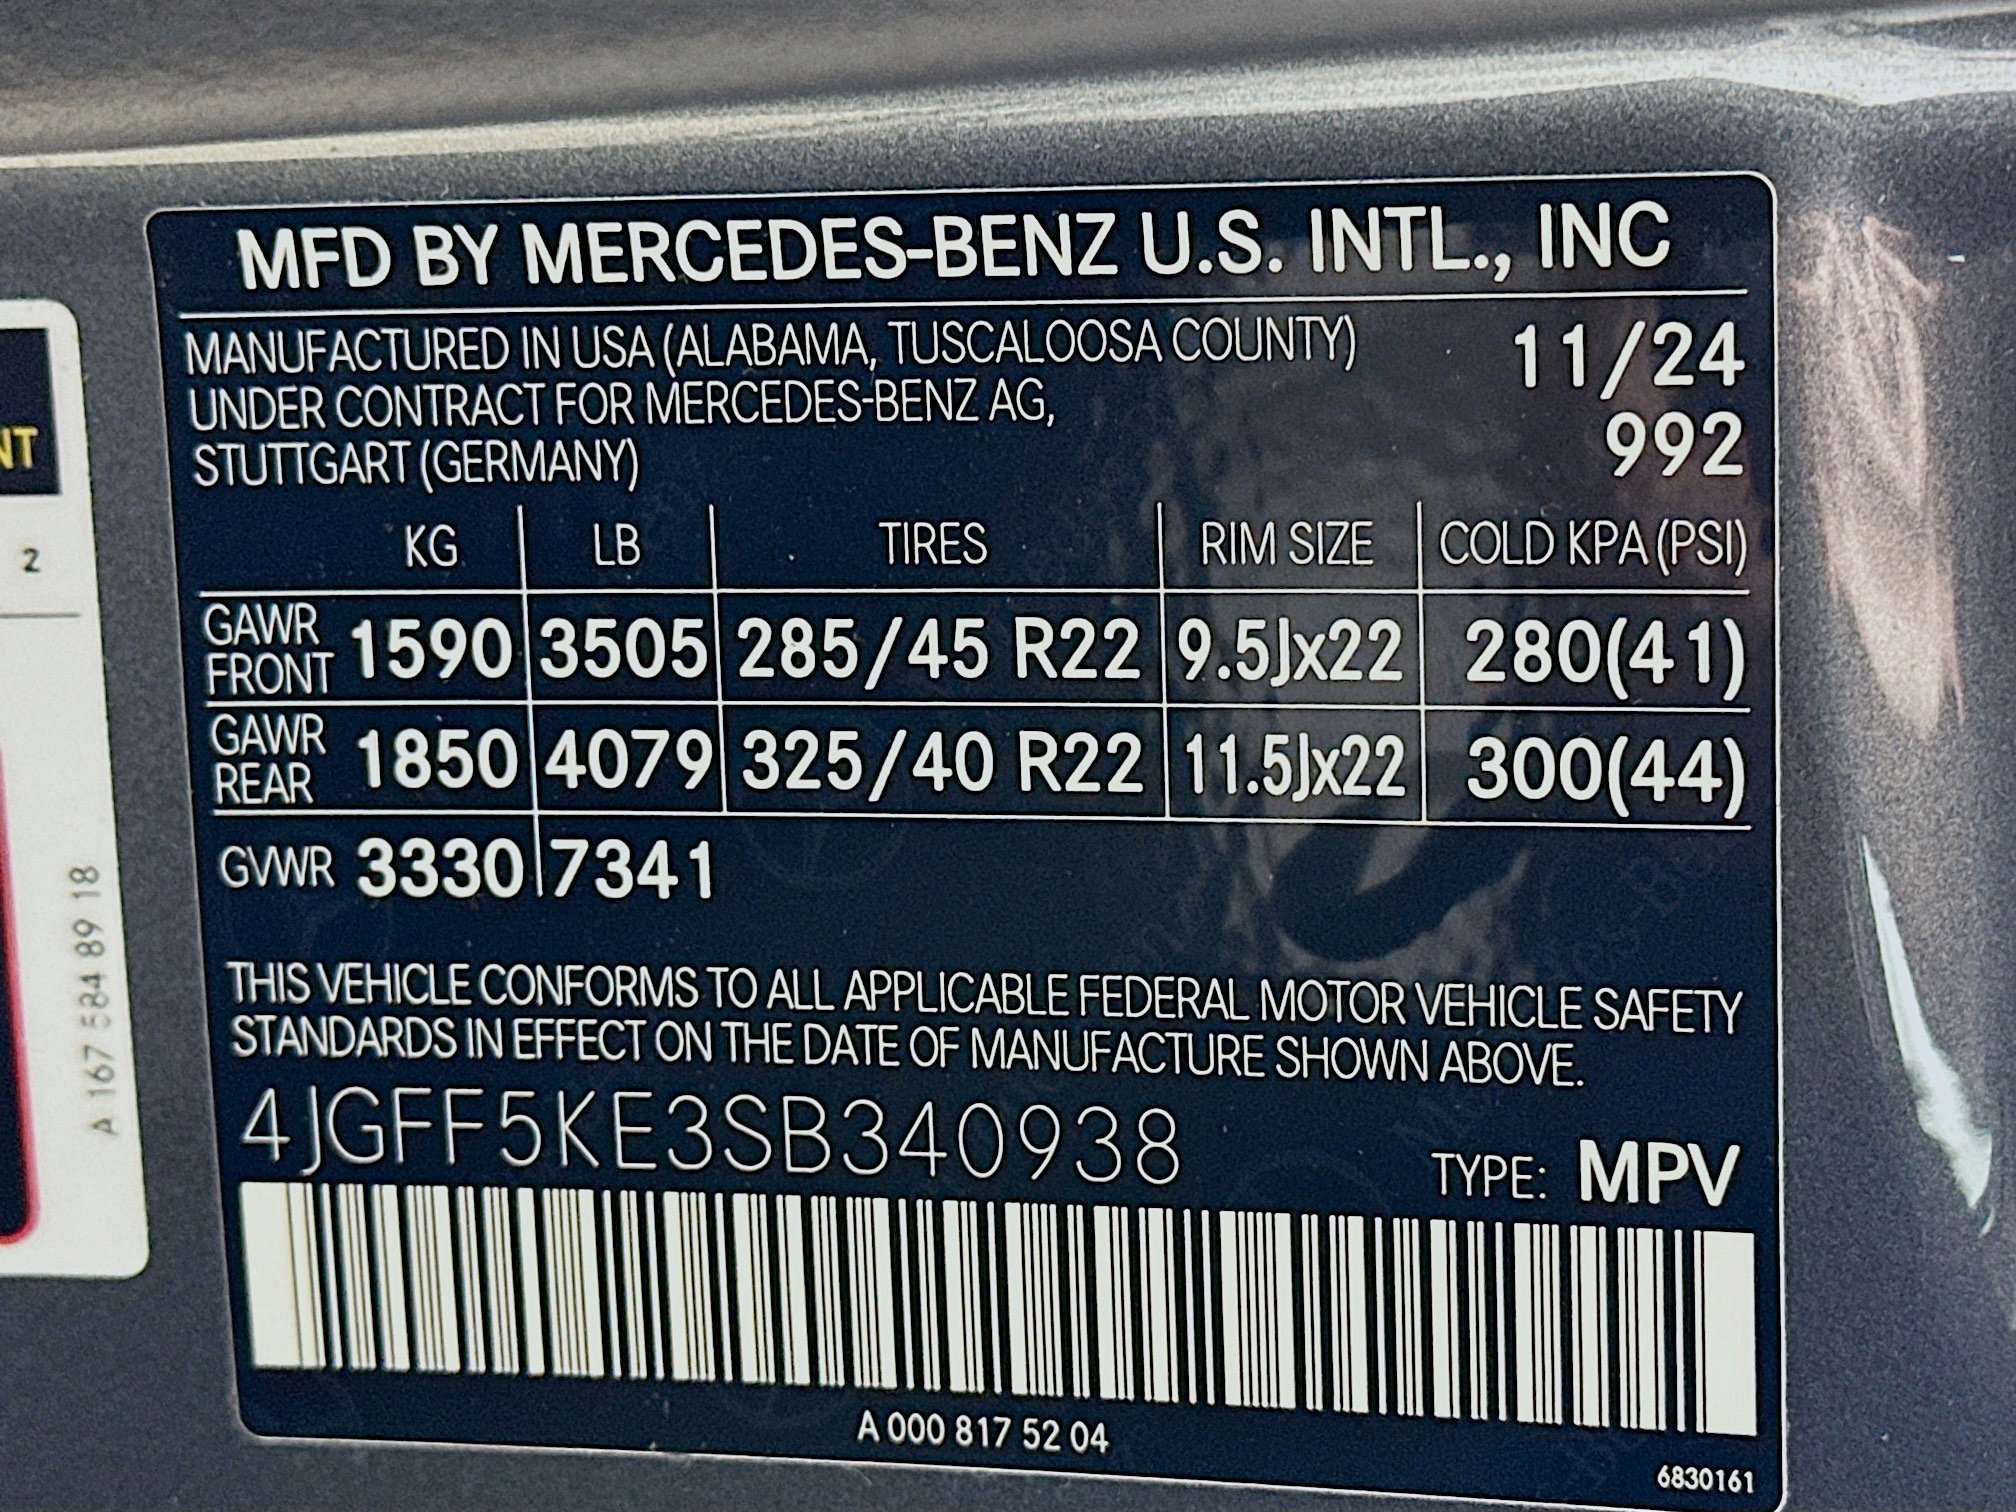 MFD BY MERCEDES-BENZ U.S. INTL., INC
MANUFACTURED IN USA (ALABAMA, TUSCALOOSA COUNTY) 11/24
UNDER CONTRACT FOR MERCEDES-BENZ AG, 992
STUTTGART (GERMANY)
KG LB TIRES RIM SIZE COLD KPA (PSI)
GAWR FRONT 1590 3505 285/45 R22 9.5Jx22 280(41)
GAWR REAR 1850 4079 325/40 R22 11.5Jx22 300(44)
GVWR 3330 7341
THIS VEHICLE CONFORMS TO ALL APPLICABLE FEDERAL MOTOR VEHICLE SAFETY
STANDARDS IN EFFECT ON THE DATE OF MANUFACTURE SHOWN ABOVE.
4JGFF5KE3SB340938
TYPE: MPV
A 000 817 52 04
6830161
NT
2
A 167 584 89 18